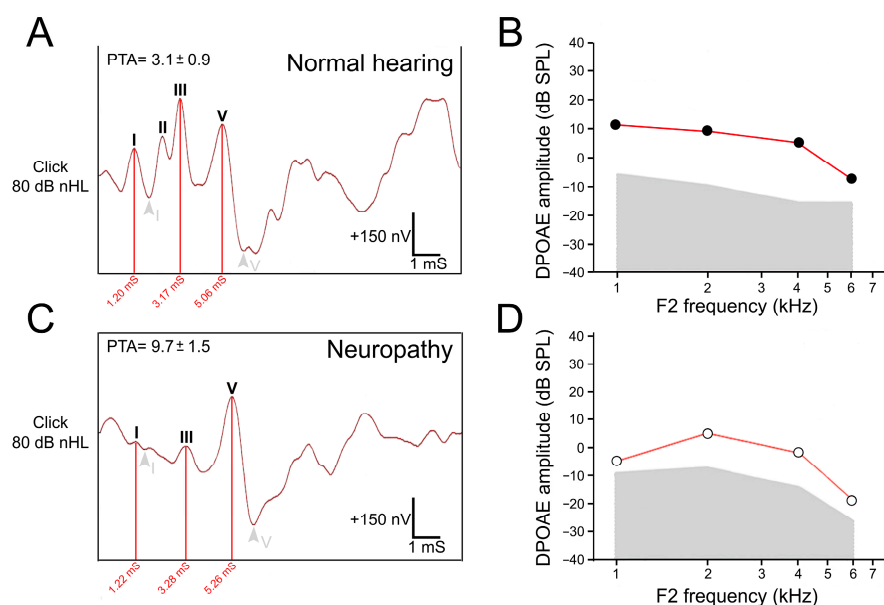 A
PTA= 3.1 ± 0.9
Normal hearing
I
II
III
V
Click
80 dB nHL
I
V
+150 nV
1 mS
1.20 mS
3.17 mS
5.06 mS
B
DPOAE amplitude (dB SPL)
40
30
20
10
0
−10
−20
−30
−40
1
2
3
4
5
6
7
F2 frequency (kHz)
C
PTA= 9.7 ± 1.5
Neuropathy
I
III
V
Click
80 dB nHL
I
V
+150 nV
1 mS
1.22 mS
3.28 mS
5.26 mS
D
DPOAE amplitude (dB SPL)
40
30
20
10
0
−10
−20
−30
−40
1
2
3
4
5
6
7
F2 frequency (kHz)